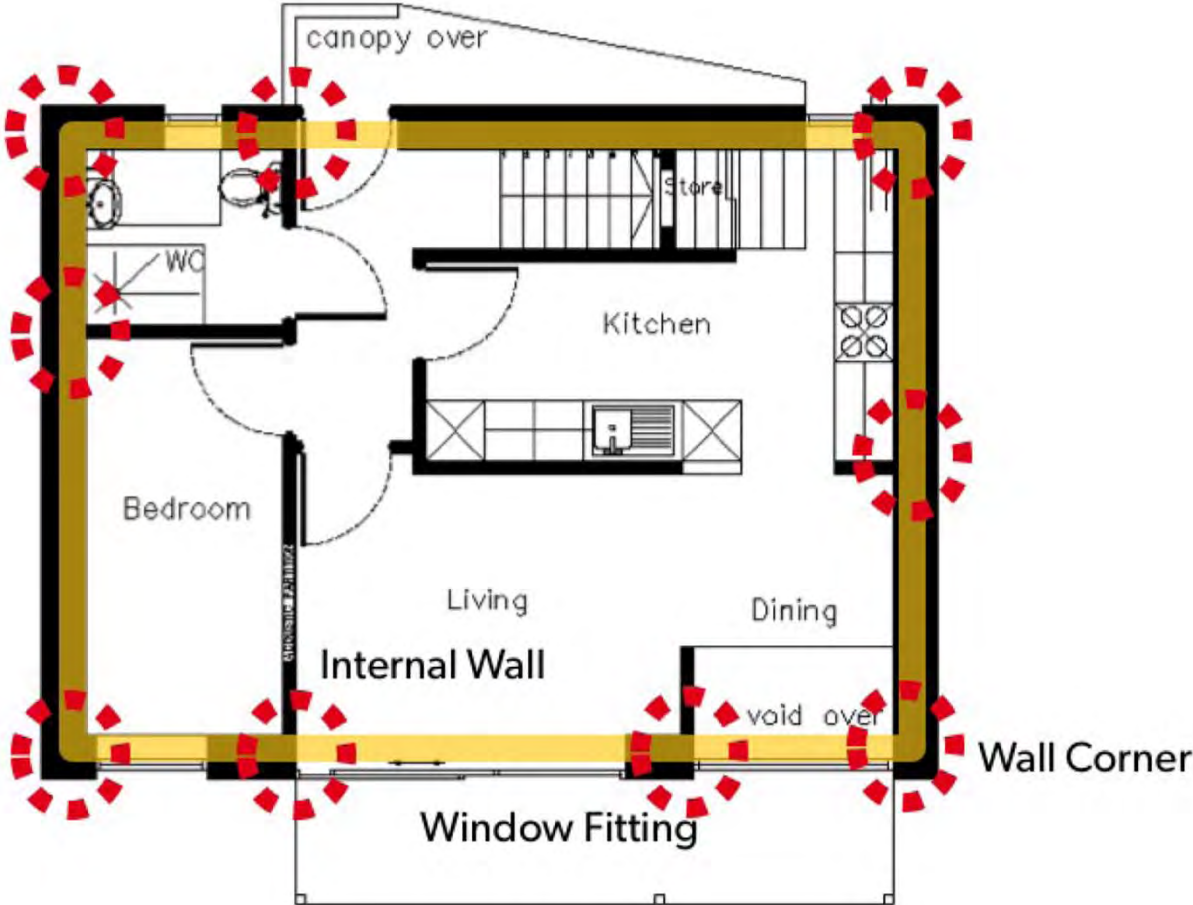 canopy over
Store
WC
Kitchen
Bedroom
Living
Dining
Internal Wall
void over
Wall Corner
Window Fitting